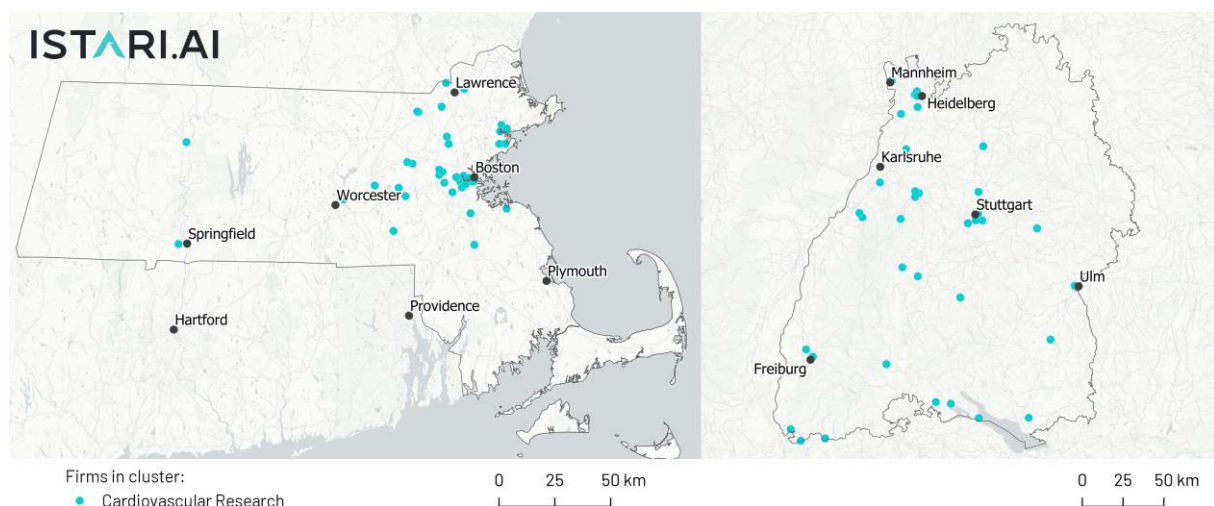 ISTARI.AI
Lawrence
Boston
Worcester
Springfield
Plymouth
Providence
Hartford
Mannheim
Heidelberg
Karlsruhe
Stuttgart
Ulm
Freiburg
Firms in cluster:
Cardiovascular Research
0 25 50 km
0 25 50 km